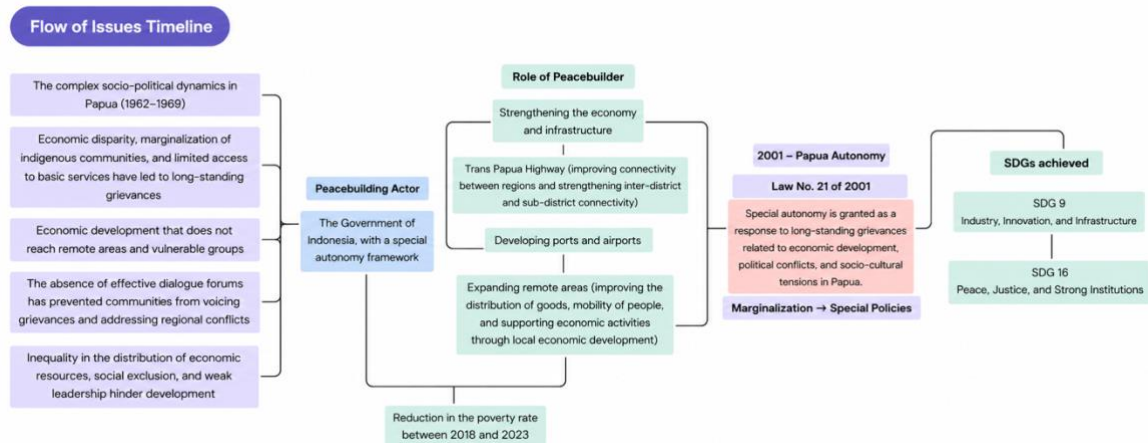 Flow of Issues Timeline
The complex socio-political dynamics in
Papua (1962–1969)
Economic disparity, marginalization of
indigenous communities, and limited access
to basic services have led to long-standing
grievances
Economic development that does not
reach remote areas and vulnerable groups
The absence of effective dialogue forums
has prevented communities from voicing
grievances and addressing regional conflicts
Inequality in the distribution of economic
resources, social exclusion, and weak
leadership hinder development
Peacebuilding Actor
The Government of
Indonesia, with a special
autonomy framework
Role of Peacebuilder
Strengthening the economy
and infrastructure
Trans Papua Highway (improving connectivity
between regions and strengthening inter-district
and sub-district connectivity)
Developing ports and airports
Expanding remote areas (improving the
distribution of goods, mobility of people,
and supporting economic activities
through local economic development)
Reduction in the poverty rate
between 2018 and 2023
2001 – Papua Autonomy
Law No. 21 of 2001
Special autonomy is granted as a
response to long-standing grievances
related to economic development,
political conflicts, and socio-cultural
tensions in Papua.
Marginalization → Special Policies
SDGs achieved
SDG 9
Industry, Innovation, and Infrastructure
SDG 16
Peace, Justice, and Strong Institutions